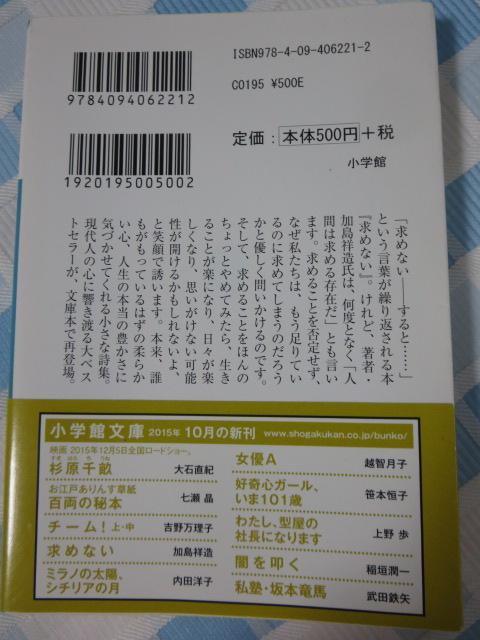 ISBN978-4-09-406221-2
C0195 ¥500E
9784094062212
定価：本体500円+税
小学館
1920195005002
「求めない──すると……」
という言葉が繰り返される本
『求めない』。けれど、著者・
加島祥造氏は、何度となく「人
間は求める存在だ」とも言い
ます。求めることを否定せず、
なぜ私たちは、もう足りてい
るのに求めてしまうのだろう
かと優しく問いかけるのです。
そして、求めることをほんの
ちょっとやめてみたら、生き
ることが楽になり、日々が楽
しくなり、思いがけない可能
性が開けるかもしれないよ、
と笑顔で誘います。本来、誰
もがもっているはずの柔らか
い心、人生の本当の豊かさに
気づかせてくれる小さな詩集。
現代人の心に響き渡る大ベス
トセラーが、文庫本で再登場。
小学館文庫 2015年 10月の新刊
www.shogakukan.co.jp/bunko/
映画 2015年12月5日全国ロードショー。
すぎ はら ち うね
杉原千畝 大石直紀
お江戸ありんす草紙
百両の秘本 七瀬 晶
チーム！ 上・中 吉野万理子
求めない 加島祥造
ミラノの太陽、
シチリアの月 内田洋子
女優A 越智月子
好奇心ガール、
いま101歳 笹本恒子
わたし、型屋の
社長になります 上野 歩
闇を叩く 稲垣潤一
私塾・坂本竜馬 武田鉄矢